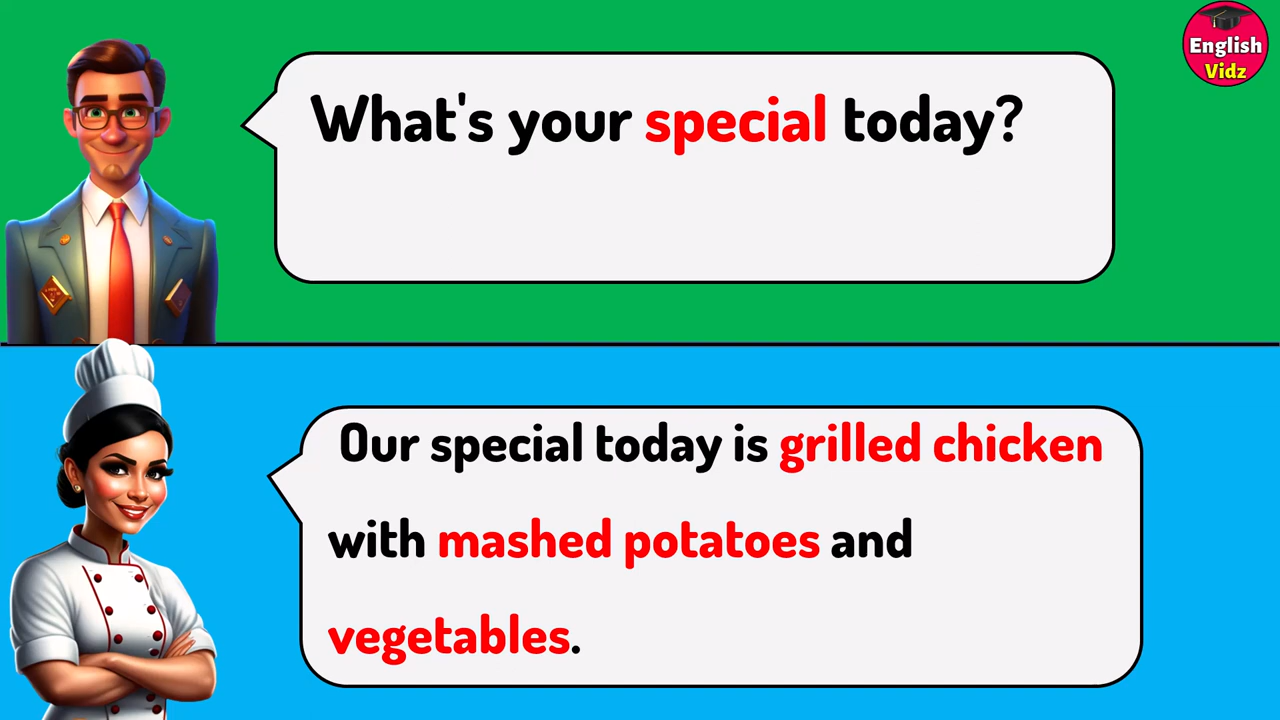 English
Vidz
What's your special today?
Our special today is grilled chicken
with mashed potatoes and
vegetables.